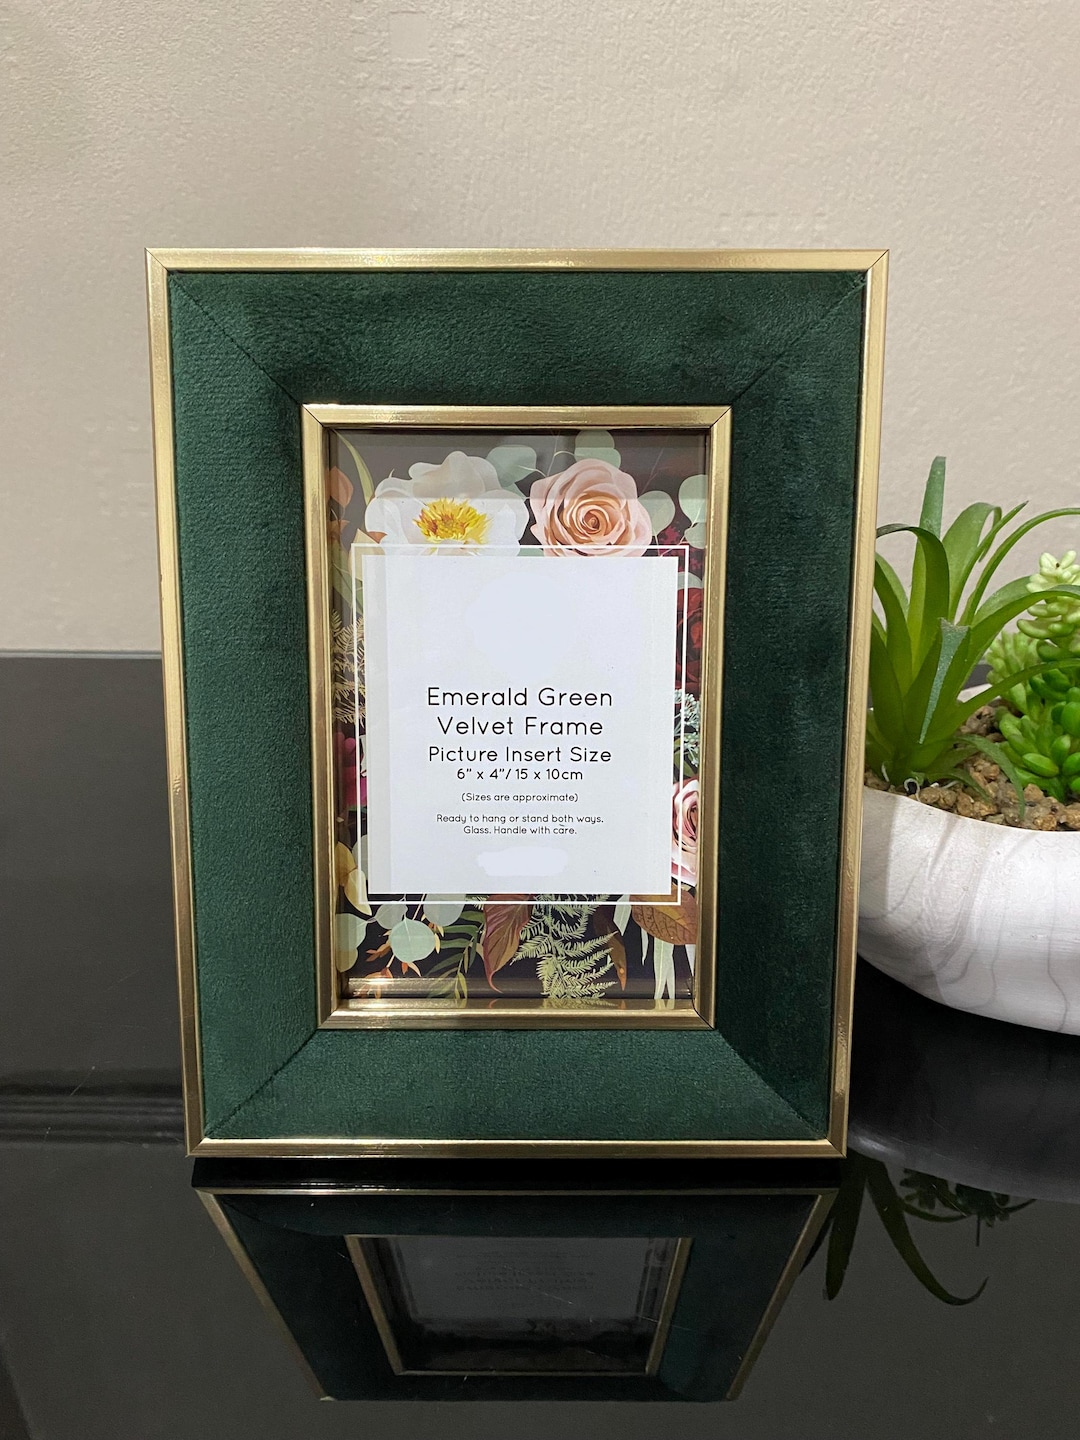 Emerald Green
Velvet Frame
Picture Insert Size
6" x 4"/ 15 x 10cm
(Sizes are approximate)
Ready to hang or stand both ways.
Glass. Handle with care.